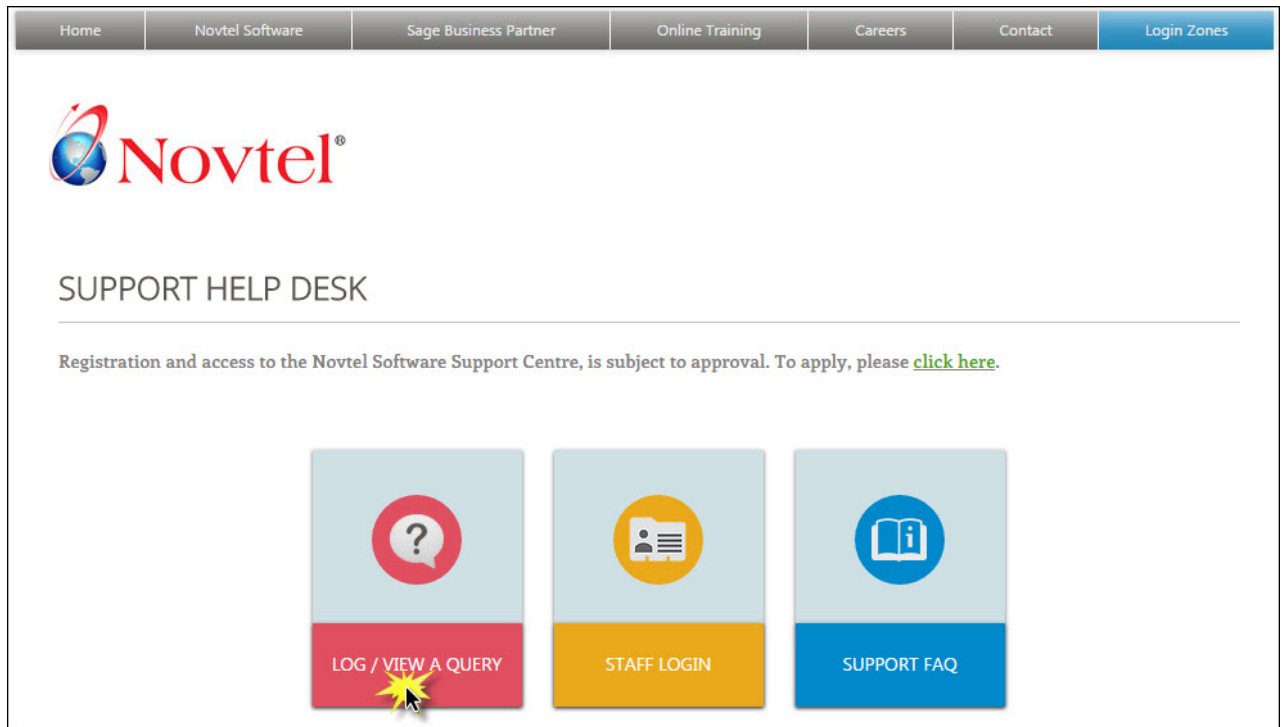 Home Novtel Software Sage Business Partner Online Training Careers Contact Login Zones
Novtel®
SUPPORT HELP DESK
Registration and access to the Novtel Software Support Centre, is subject to approval. To apply, please click here.
?
i
LOG / VIEW A QUERY STAFF LOGIN SUPPORT FAQ